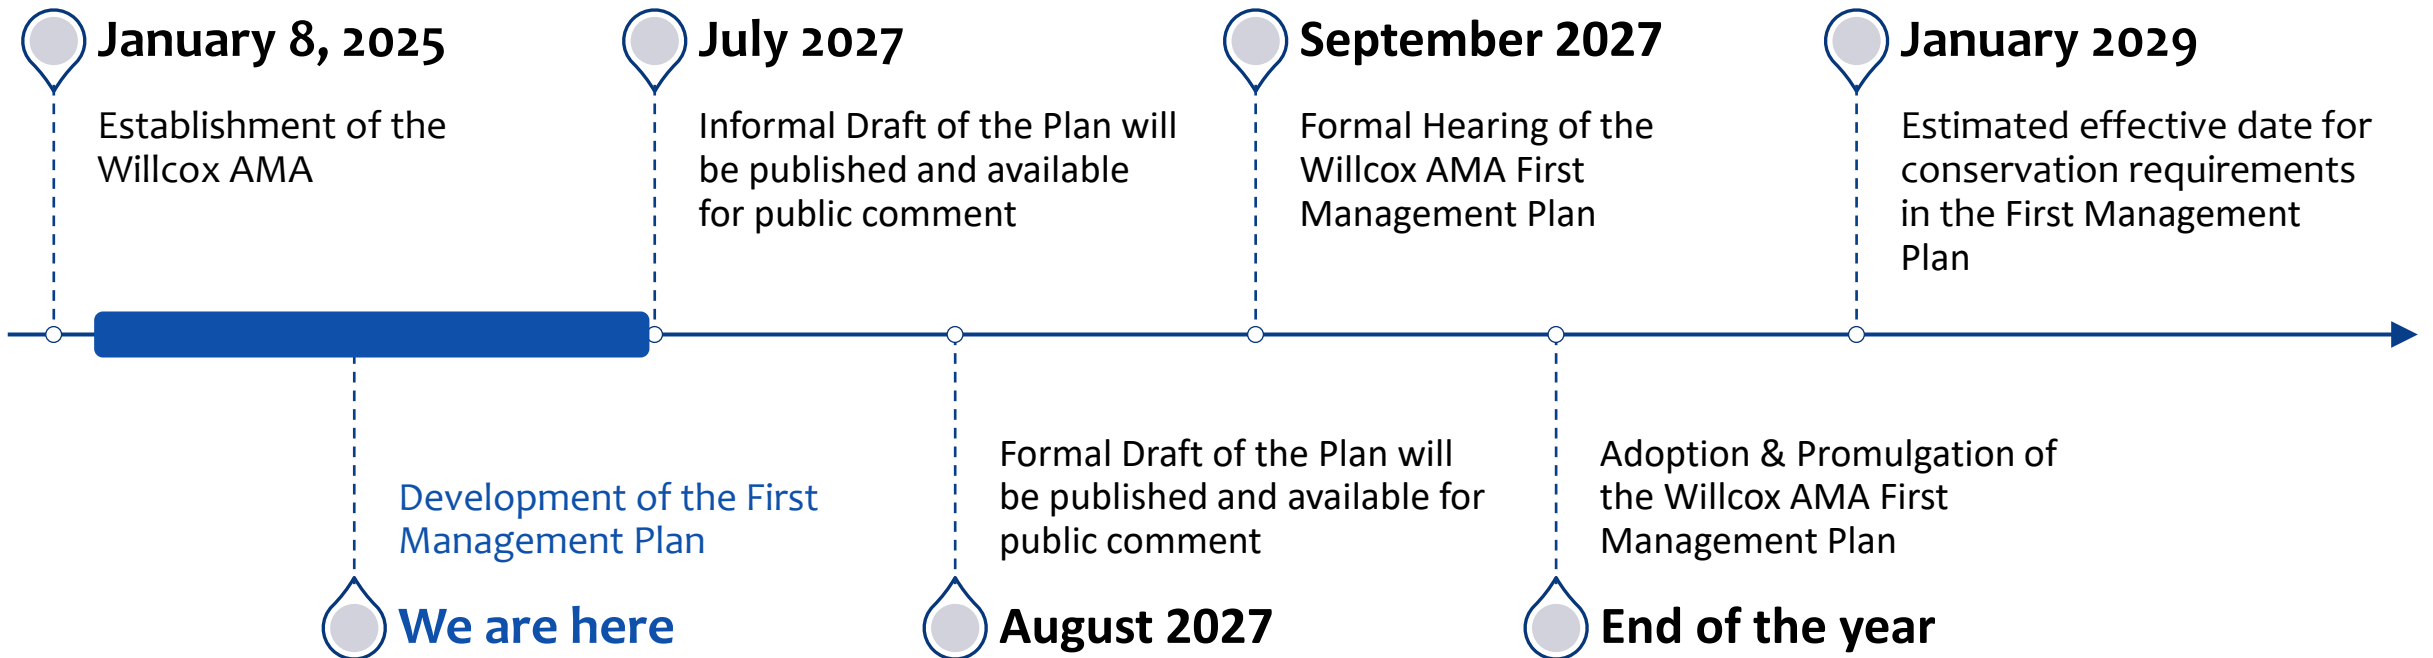 January 8, 2025
Establishment of the
Willcox AMA
We are here
Development of the First
Management Plan
July 2027
Informal Draft of the Plan will
be published and available
for public comment
August 2027
Formal Draft of the Plan will
be published and available for
public comment
September 2027
Formal Hearing of the
Willcox AMA First
Management Plan
End of the year
Adoption & Promulgation of
the Willcox AMA First
Management Plan
January 2029
Estimated effective date for
conservation requirements
in the First Management
Plan